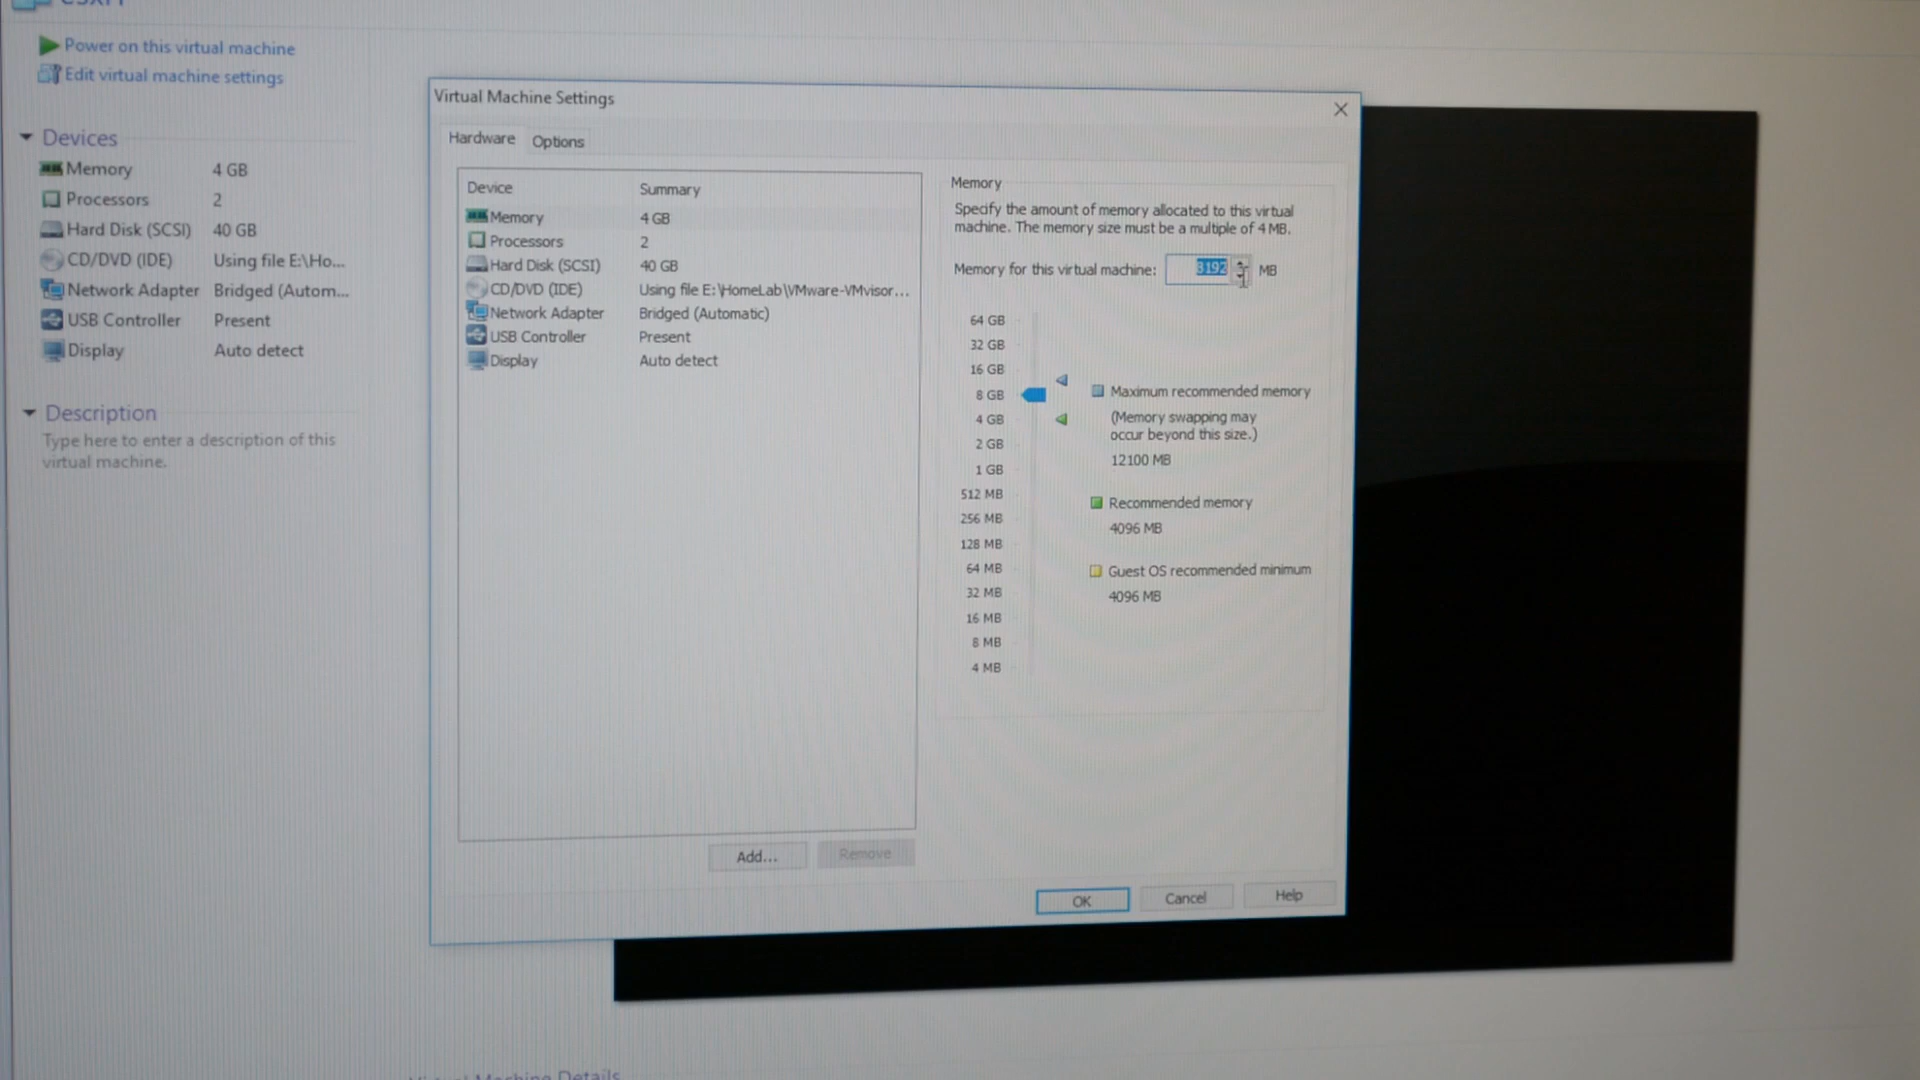 Power on this virtual machine
Edit virtual machine settings
Devices
Memory 4 GB
Processors 2
Hard Disk (SCSI) 40 GB
CD/DVD (IDE) Using file E:\Ho...
Network Adapter Bridged (Autom...
USB Controller Present
Display Auto detect
Description
Type here to enter a description of this
virtual machine.
Virtual Machine Settings
Hardware Options
Device Summary
Memory 4 GB
Processors 2
Hard Disk (SCSI) 40 GB
CD/DVD (IDE) Using file E:\HomeLab\VMware-VMvisor...
Network Adapter Bridged (Automatic)
USB Controller Present
Display Auto detect
Add... Remove
Memory
Specify the amount of memory allocated to this virtual
machine. The memory size must be a multiple of 4 MB.
Memory for this virtual machine: 8192 MB
64 GB
32 GB
16 GB
8 GB
4 GB
2 GB
1 GB
512 MB
256 MB
128 MB
64 MB
32 MB
16 MB
8 MB
4 MB
Maximum recommended memory
(Memory swapping may
occur beyond this size.)
12100 MB
Recommended memory
4096 MB
Guest OS recommended minimum
4096 MB
OK Cancel Help
Virtual Machine Details